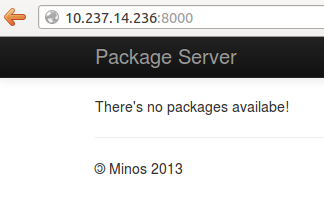 10.237.14.236:8000
Package Server
There's no packages availabe!
© Minos 2013